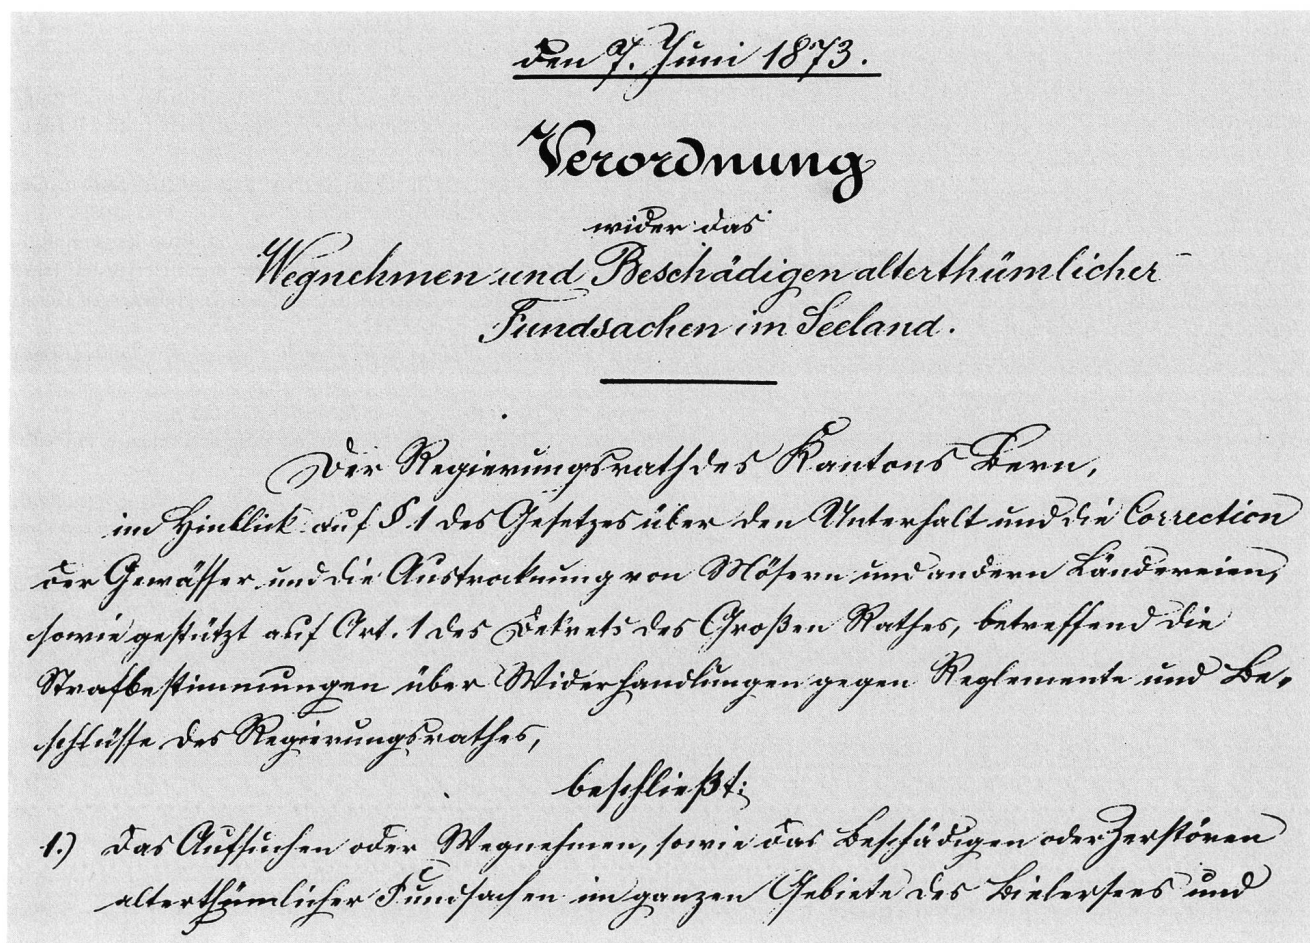 den 7. Juni 1873.
Verordnung
wider das
Wegnehmen und Beschädigen alterthümlicher
Fundsachen im Seeland.
Der Regierungsrath des Kantons Bern,
im Hinblick auf § 1 des Gesetzes über den Unterhalt und die Correction
der Gewässer und die Austrocknung von Mösern und andern Ländereien,
sowie gestützt auf Art. 1 des Dekrets des Großen Rathes, betreffend die
Strafbestimmungen über Widerhandlungen gegen Reglemente und Be-
schlüsse des Regierungsrathes,
beschließt:
1.) Das Aufsuchen oder Wegnehmen, sowie das Beschädigen oder Zerstören
alterthümlicher Fundsachen im ganzen Gebiete des Bielersees und